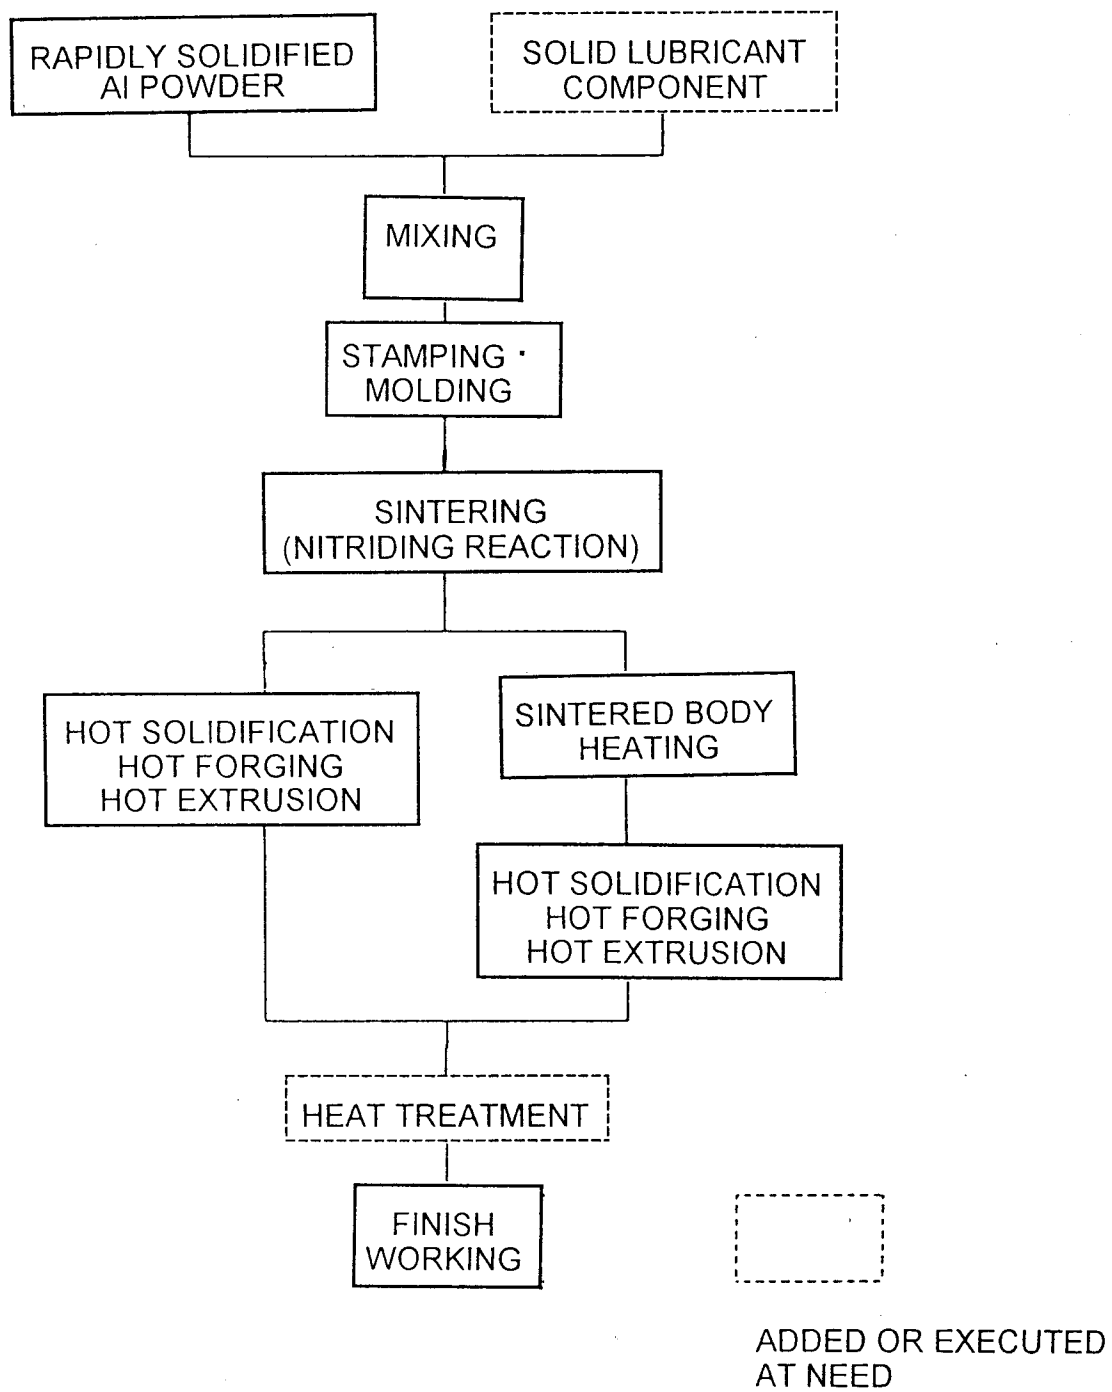 RAPIDLY SOLIDIFIED
Al POWDER
SOLID LUBRICANT
COMPONENT
MIXING
STAMPING ·
MOLDING
SINTERING
(NITRIDING REACTION)
HOT SOLIDIFICATION
HOT FORGING
HOT EXTRUSION
SINTERED BODY
HEATING
HOT SOLIDIFICATION
HOT FORGING
HOT EXTRUSION
HEAT TREATMENT
FINISH
WORKING
ADDED OR EXECUTED
AT NEED